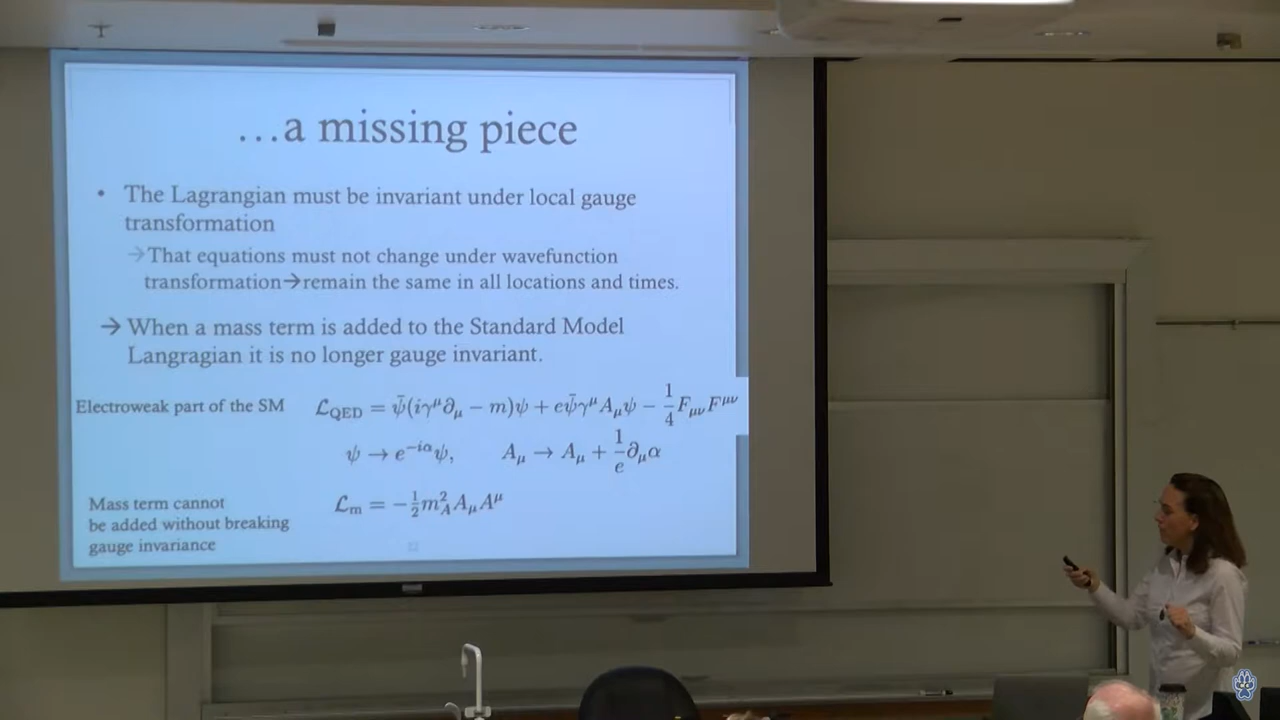 ...a missing piece
• The Lagrangian must be invariant under local gauge
transformation
→That equations must not change under wavefunction
transformation→remain the same in all locations and times.
→ When a mass term is added to the Standard Model
Langragian it is no longer gauge invariant.
Electroweak part of the SM ℒ_QED = ψ̄(iγ^μ∂_μ − m)ψ + eψ̄γ^μA_μψ − 1/4 F_μν F^μν
ψ → e^−iα ψ, A_μ → A_μ + 1/e ∂_μα
Mass term cannot ℒ_m = −1/2 m²_A A_μ A^μ
be added without breaking
gauge invariance